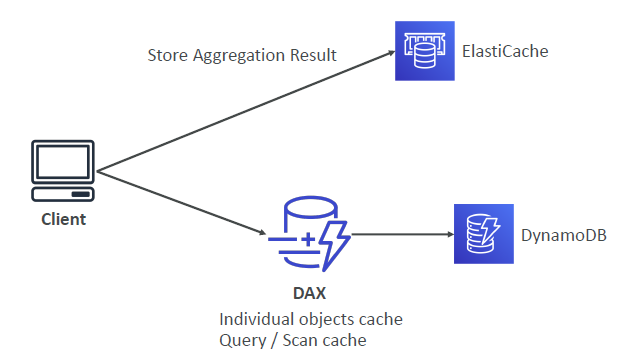 Store Aggregation Result
ElastiCache
Client
DynamoDB
DAX
Individual objects cache
Query / Scan cache